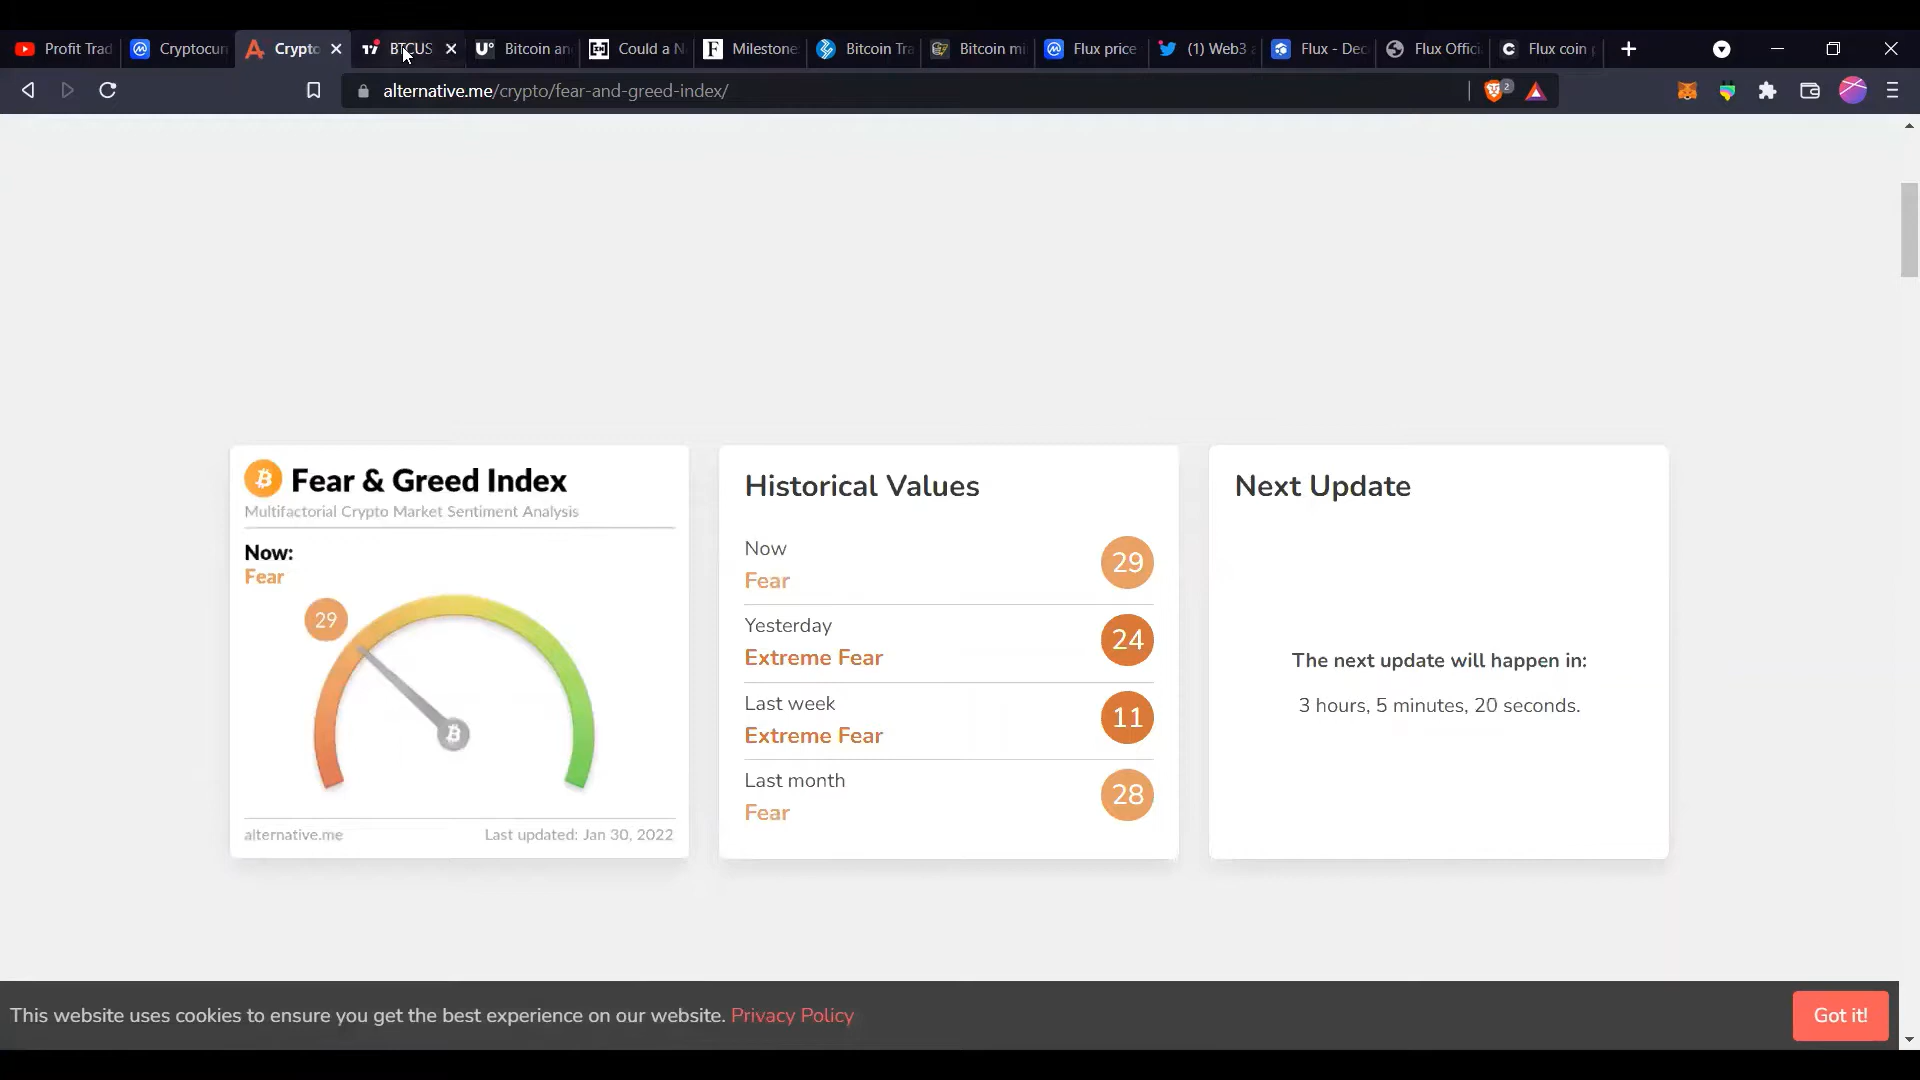 Profit Trad
Cryptocurr
Crypto
BTCUS
Bitcoin an
Could a N
Milestone
Bitcoin Tra
Bitcoin mi
Flux price
(1) Web3 a
Flux - Dec
Flux Offici
Flux coin p
alternative.me/crypto/fear-and-greed-index/
2
Fear & Greed Index
Multifactorial Crypto Market Sentiment Analysis
Now:
Fear
29
alternative.me
Last updated: Jan 30, 2022
Historical Values
Now
Fear
29
Yesterday
Extreme Fear
24
Last week
Extreme Fear
11
Last month
Fear
28
Next Update
The next update will happen in:
3 hours, 5 minutes, 20 seconds.
This website uses cookies to ensure you get the best experience on our website. Privacy Policy
Got it!